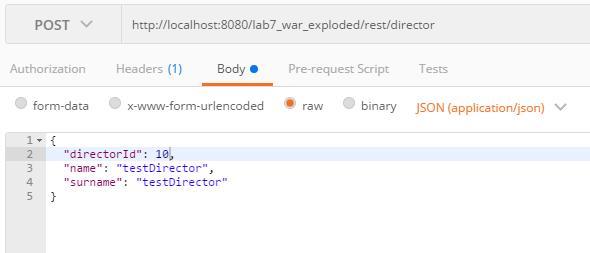 POST http://localhost:8080/lab7_war_exploded/rest/director
Authorization Headers (1) Body Pre-request Script Tests
form-data x-www-form-urlencoded raw binary JSON (application/json)
1 {
2 "directorId": 10,
3 "name": "testDirector",
4 "surname": "testDirector"
5 }